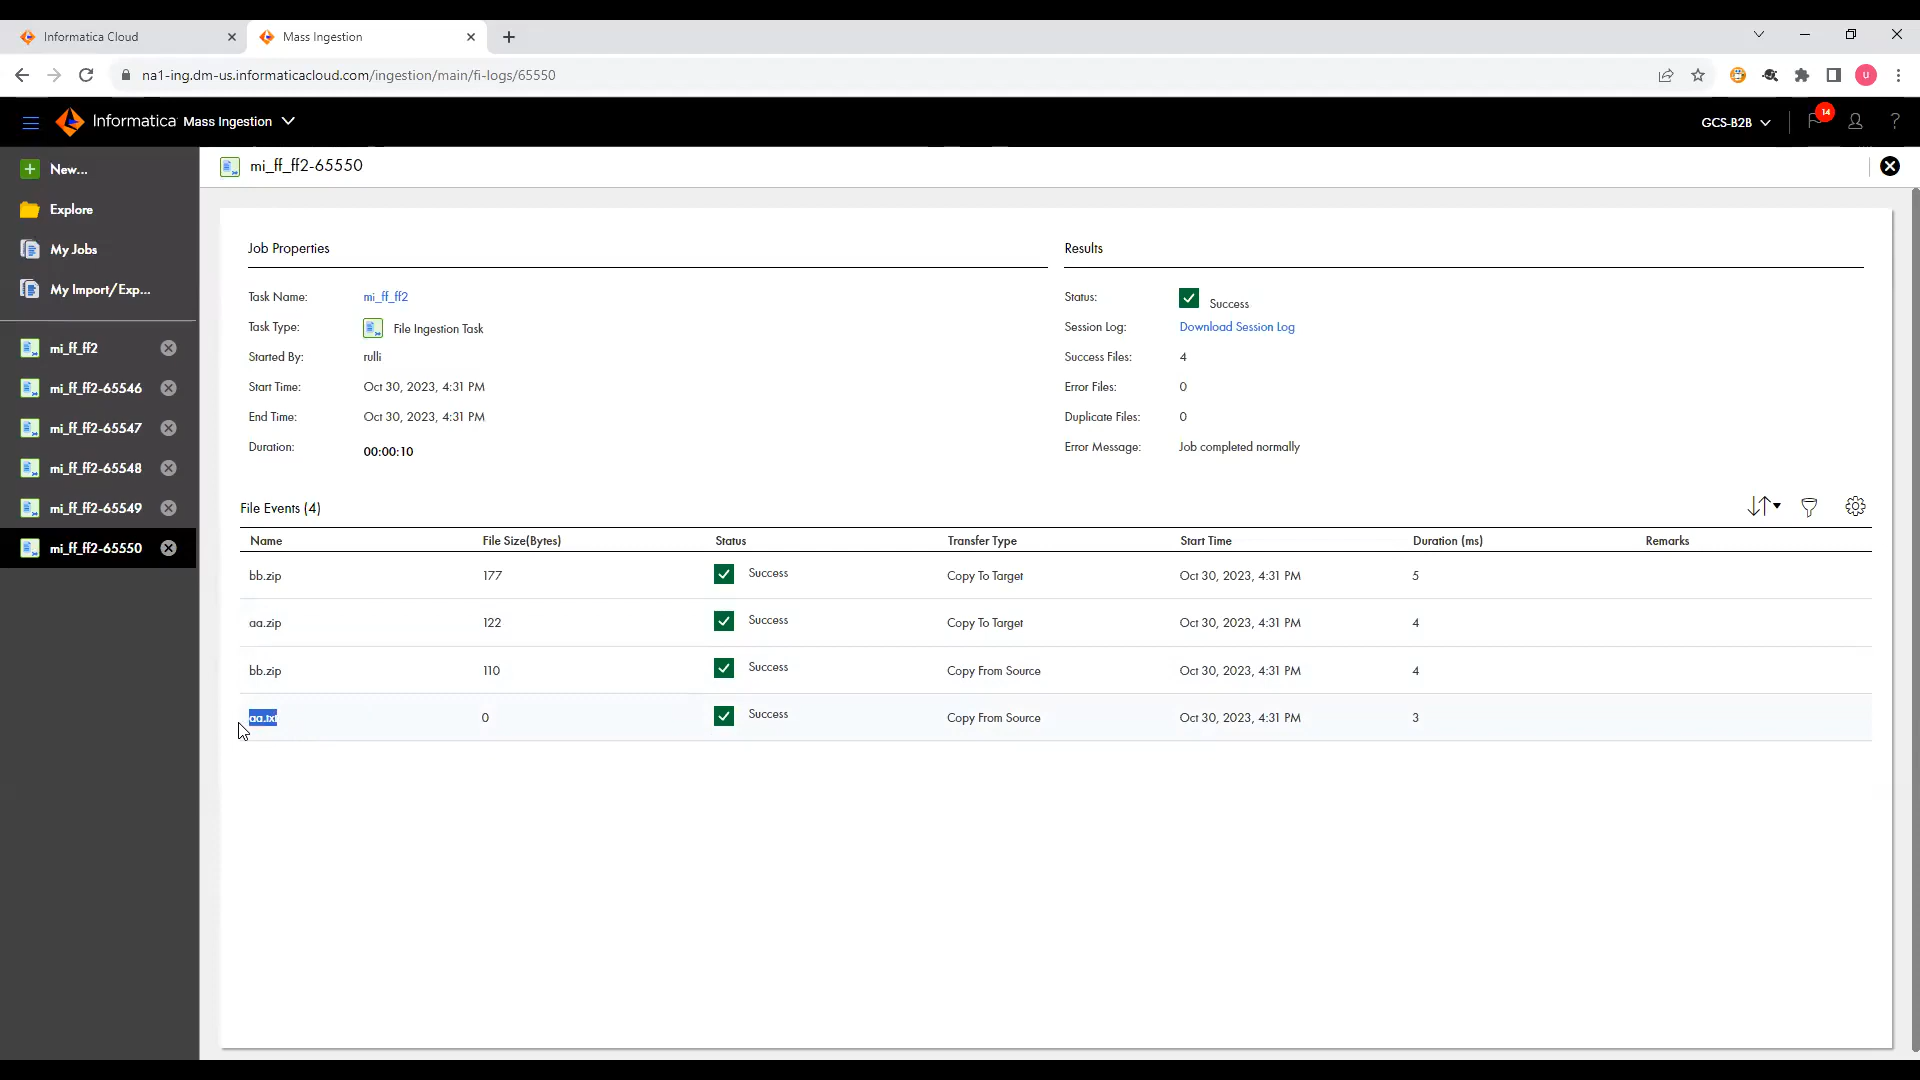 Informatica Cloud
Mass Ingestion
na1-ing.dm-us.informaticacloud.com/ingestion/main/fi-logs/65550
U
Informatica Mass Ingestion
GCS-B2B
14
?
New...
Explore
My Jobs
My Import/Exp...
mi_ff_ff2
mi_ff_ff2-65546
mi_ff_ff2-65547
mi_ff_ff2-65548
mi_ff_ff2-65549
mi_ff_ff2-65550
mi_ff_ff2-65550
Job Properties
Task Name: mi_ff_ff2
Task Type: File Ingestion Task
Started By: rulli
Start Time: Oct 30, 2023, 4:31 PM
End Time: Oct 30, 2023, 4:31 PM
Duration: 00:00:10
Results
Status: Success
Session Log: Download Session Log
Success Files: 4
Error Files: 0
Duplicate Files: 0
Error Message: Job completed normally
File Events (4)
Name File Size(Bytes) Status Transfer Type Start Time Duration (ms) Remarks
bb.zip 177 Success Copy To Target Oct 30, 2023, 4:31 PM 5
aa.zip 122 Success Copy To Target Oct 30, 2023, 4:31 PM 4
bb.zip 110 Success Copy From Source Oct 30, 2023, 4:31 PM 4
aa.txt 0 Success Copy From Source Oct 30, 2023, 4:31 PM 3